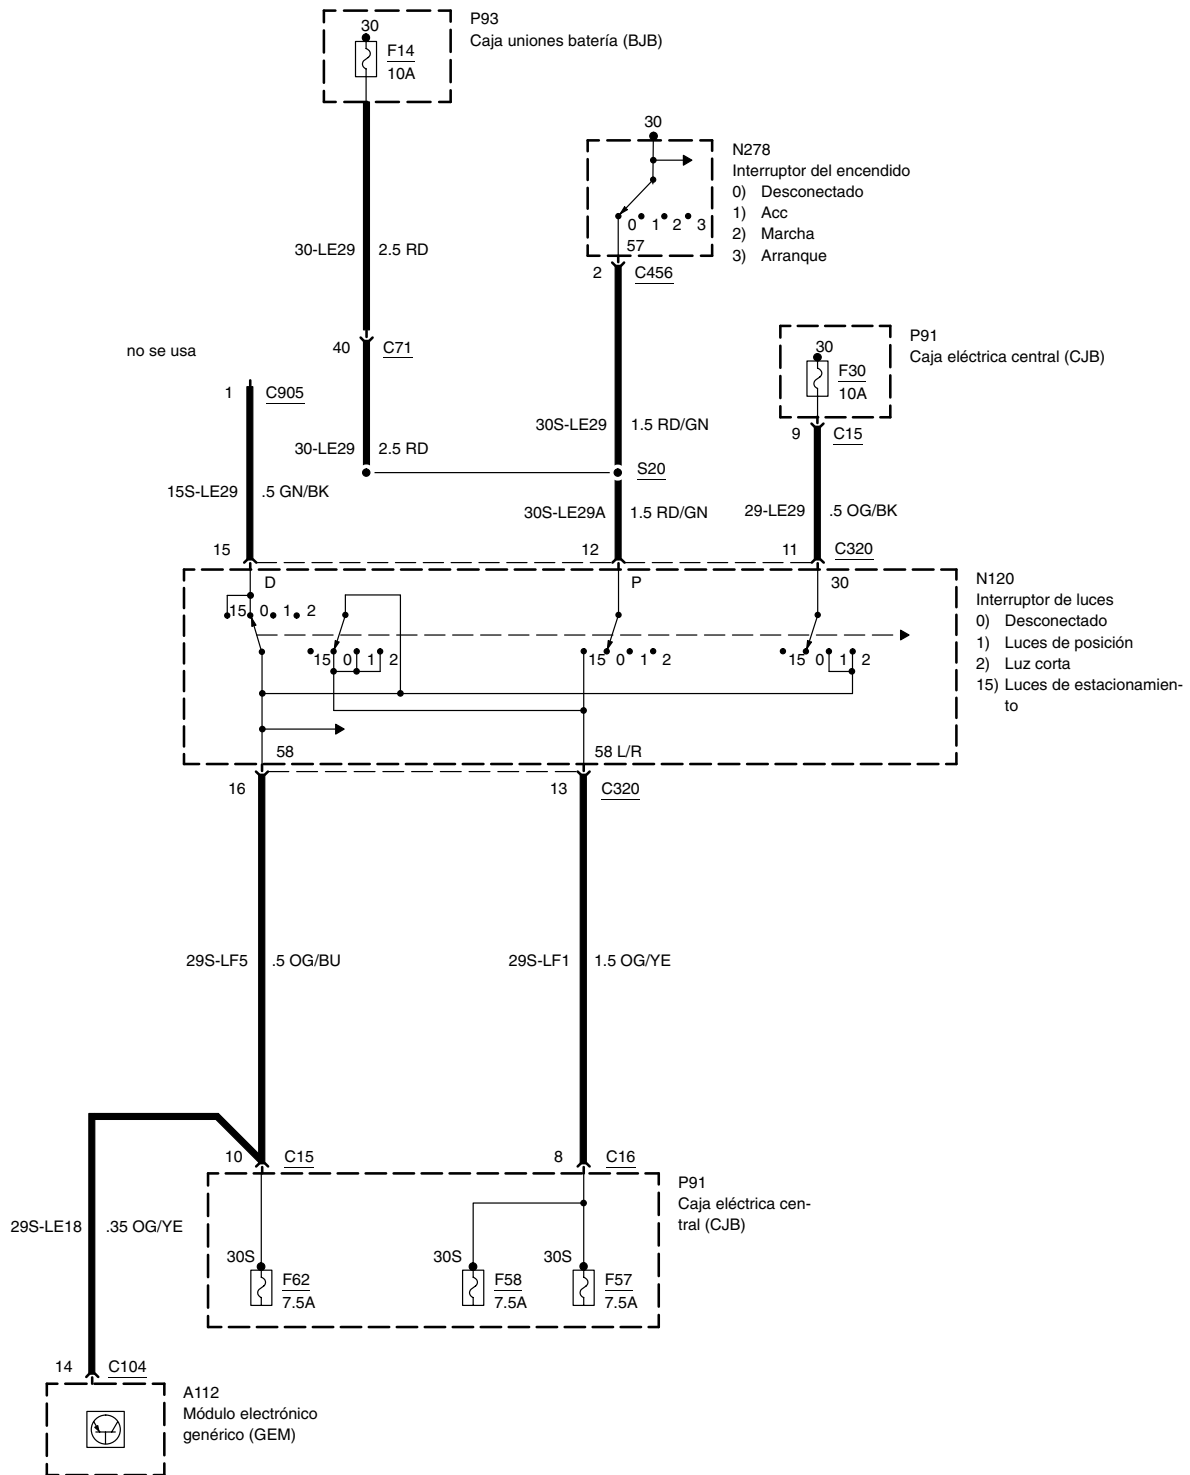 P93
Caja uniones batería (BJB)
30
F14
10A
30
N278
Interruptor del encendido
0) Desconectado
1) Acc
2) Marcha
3) Arranque
0 1 2 3
57
2 C456
30-LE29 2.5 RD
no se usa
40 C71
P91
Caja eléctrica central (CJB)
30
F30
10A
1 C905
30S-LE29 1.5 RD/GN
9 C15
30-LE29 2.5 RD
S20
15S-LE29 .5 GN/BK
30S-LE29A 1.5 RD/GN
29-LE29 .5 OG/BK
15 12 11 C320
D P 30
N120
Interruptor de luces
0) Desconectado
1) Luces de posición
2) Luz corta
15) Luces de estacionamien-
to
15 0 1 2
15 0 1 2
15 0 1 2
15 0 1 2
58 58 L/R
16 13 C320
29S-LF5 .5 OG/BU
29S-LF1 1.5 OG/YE
10 C15
8 C16
P91
Caja eléctrica cen-
tral (CJB)
29S-LE18 .35 OG/YE
30S 30S 30S
F62 F58 F57
7.5A 7.5A 7.5A
14 C104
A112
Módulo electrónico
genérico (GEM)